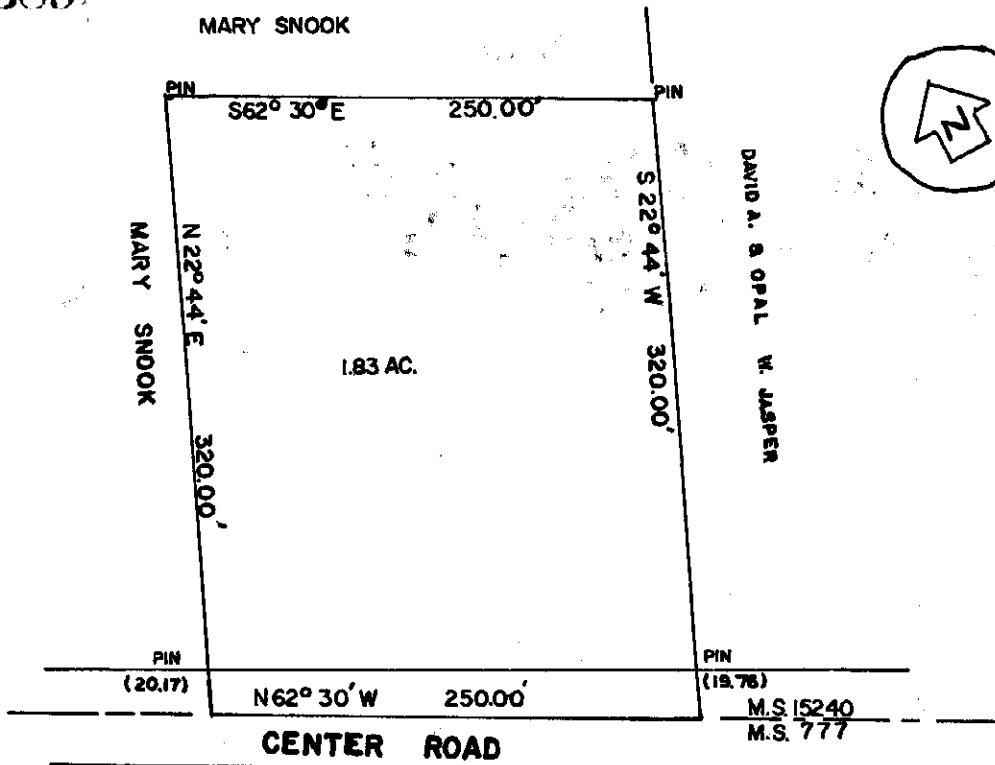 MARY SNOOK
PIN
PIN
S62° 30' E 250.00'
N
MARY SNOOK
N 22° 44' E 320.00'
S 22° 44' W 320.00'
DAVID A. & OPAL W. JASPER
1.83 AC.
PIN
PIN
(20.17)
(19.76)
N62° 30' W 250.00'
M.S. 15240
M.S. 777
CENTER ROAD